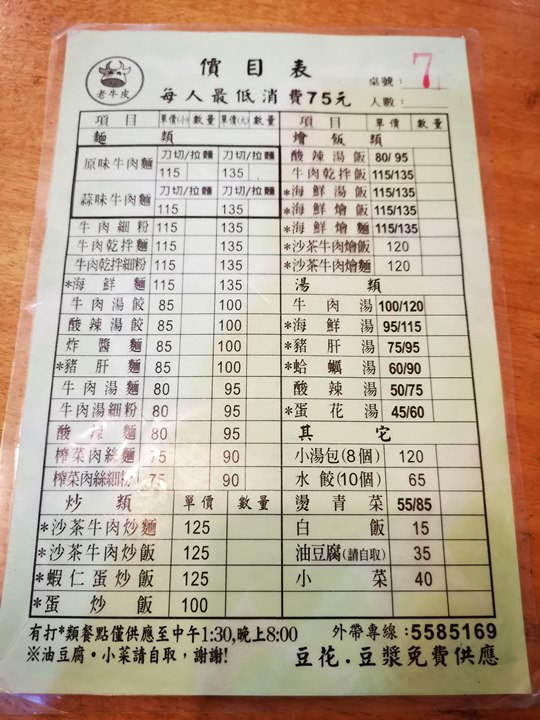 老牛皮
價目表
桌號: 7
每人最低消費75元 人數:
項目 單價(小) 數量 單價(大) 數量
麵類
原味牛肉麵 刀切/拉麵 115 刀切/拉麵 135
蒜味牛肉麵 刀切/拉麵 115 刀切/拉麵 135
牛肉細粉 115 135
牛肉乾拌麵 115 135
牛肉乾拌細粉 115 135
*海鮮麵 115 135
牛肉湯餃 85 100
酸辣湯餃 85 100
炸醬麵 85 100
*豬肝麵 85 100
牛肉湯麵 80 95
牛肉湯細粉 80 95
酸辣麵 80 95
榨菜肉絲麵 75 90
榨菜肉絲細粉 75 90
炒類 單價 數量
*沙茶牛肉炒麵 125
*沙茶牛肉炒飯 125
*蝦仁蛋炒飯 125
*蛋炒飯 100
項目 單價 數量
燴飯類
酸辣湯飯 80/95
牛肉乾拌飯 115/135
*海鮮湯飯 115/135
*海鮮燴飯 115/135
*海鮮燴麵 115/135
*沙茶牛肉燴飯 120
*沙茶牛肉燴麵 120
湯類
牛肉湯 100/120
*海鮮湯 95/115
*豬肝湯 75/95
*蛤蠣湯 60/90
酸辣湯 50/75
*蛋花湯 45/60
其它
小湯包(8個) 120
水餃(10個) 65
燙青菜 55/85
白飯 15
油豆腐(請自取) 35
小菜 40
有打*類餐點僅供應至中午1:30,晚上8:00 外帶專線:5585169
※油豆腐·小菜請自取,謝謝! 豆花.豆漿免費供應